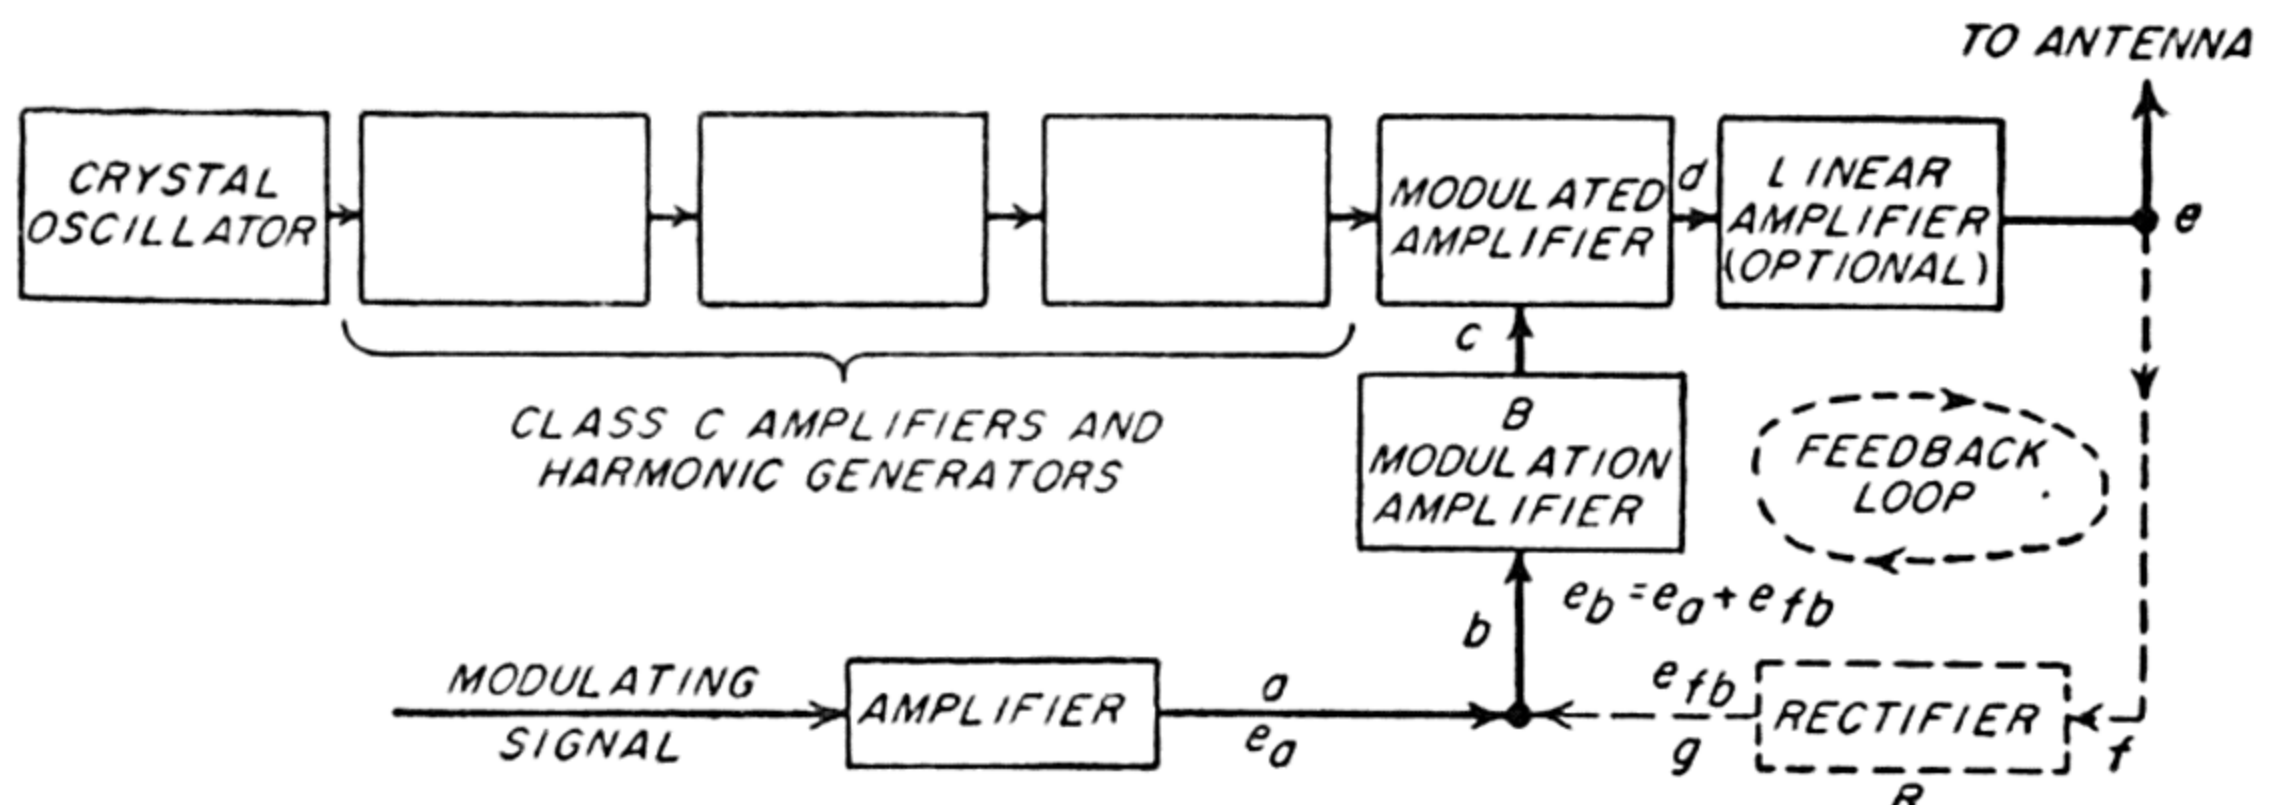 TO ANTENNA
CRYSTAL
OSCILLATOR
MODULATED
AMPLIFIER
d
LINEAR
AMPLIFIER
(OPTIONAL)
e
c
CLASS C AMPLIFIERS AND
HARMONIC GENERATORS
B
MODULATION
AMPLIFIER
FEEDBACK
LOOP
b
eb=ea+efb
MODULATING
SIGNAL
AMPLIFIER
a
ea
efb
g
RECTIFIER
f